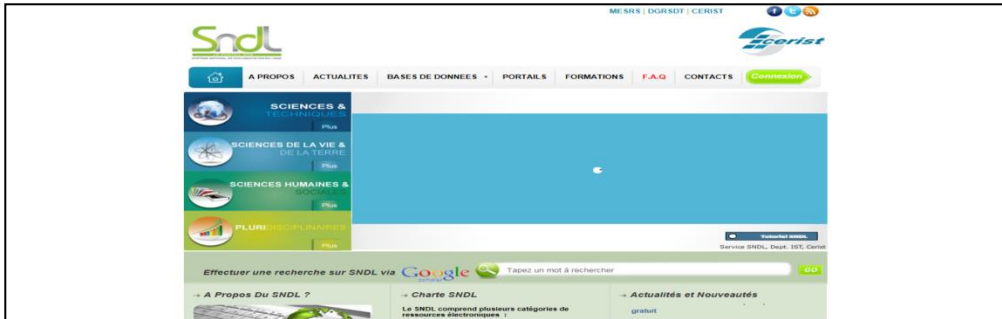 MESRS | DGRSDT | CERIST
SndL
cerist
A PROPOS ACTUALITES BASES DE DONNEES PORTAILS FORMATIONS F.A.Q CONTACTS Connexion
SCIENCES &
TECHNIQUES
Plus
SCIENCES DE LA VIE &
DE LA TERRE
Plus
SCIENCES HUMAINES &
SOCIALES
Plus
PLURIDISCIPLINAIRES
Plus
Tutoriel SNDL
Service SNDL, Dept. IST, Cerist
Effectuer une recherche sur SNDL via Google Tapez un mot à rechercher GO
→ A Propos Du SNDL ?
→ Charte SNDL
Le SNDL comprend plusieurs catégories de
ressources électroniques :
→ Actualités et Nouveautés
gratuit